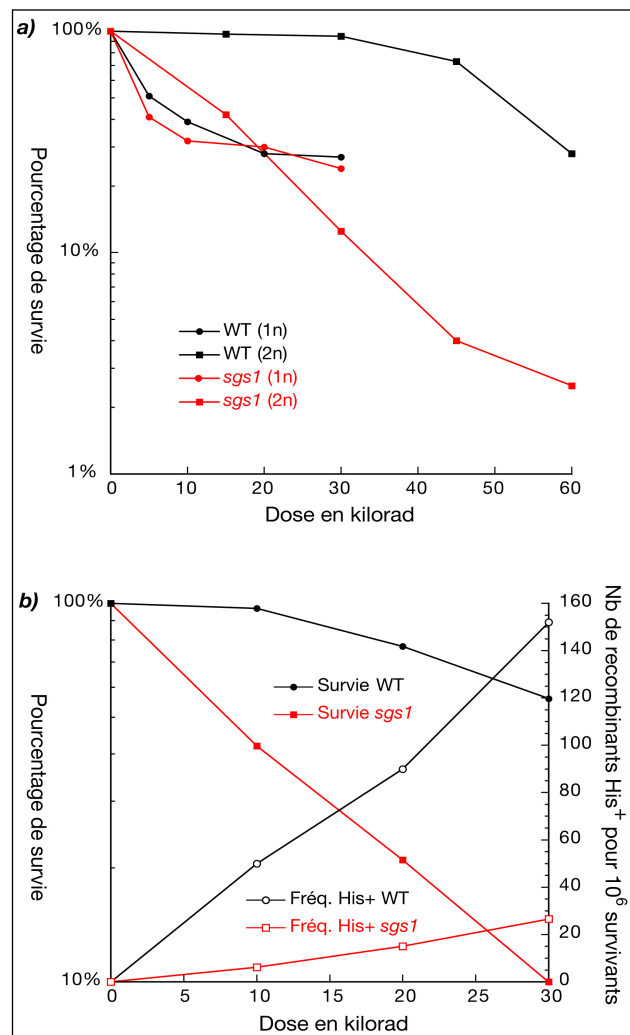 a)
100%
10%
1%
Pourcentage de survie
WT (1n)
WT (2n)
sgs1 (1n)
sgs1 (2n)
0 10 20 30 40 50 60
Dose en kilorad
b)
100%
10%
Pourcentage de survie
Survie WT
Survie sgs1
Fréq. His+ WT
Fréq. His+ sgs1
160
140
120
100
80
60
40
20
0
Nb de recombinants His+ pour 10^6 survivants
0 5 10 15 20 25 30
Dose en kilorad